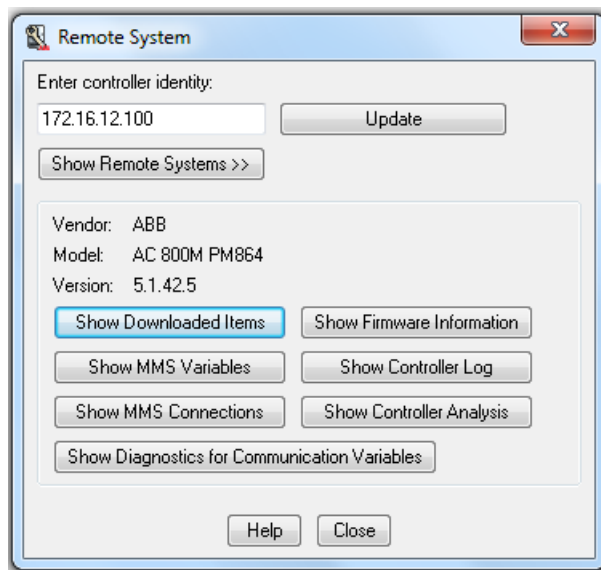 Remote System
Enter controller identity:
172.16.12.100
Update
Show Remote Systems >>
Vendor: ABB
Model: AC 800M PM864
Version: 5.1.42.5
Show Downloaded Items
Show Firmware Information
Show MMS Variables
Show Controller Log
Show MMS Connections
Show Controller Analysis
Show Diagnostics for Communication Variables
Help
Close